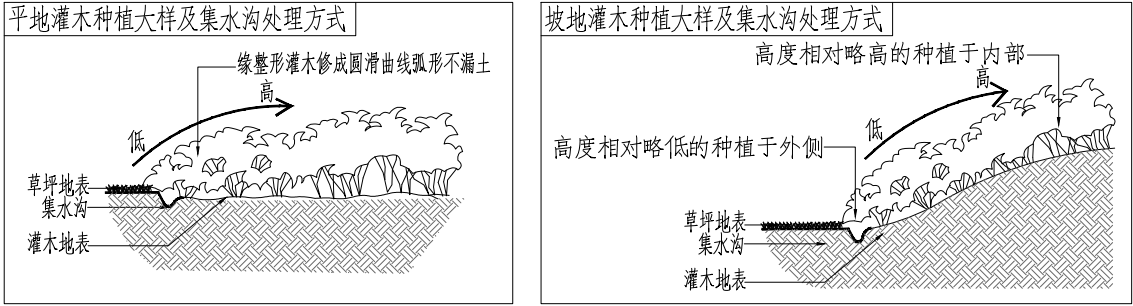 平地灌木种植大样及集水沟处理方式
缘整形灌木修成圆滑曲线弧形不漏土
高
低
草坪地表
集水沟
灌木地表
坡地灌木种植大样及集水沟处理方式
高度相对略高的种植于内部
高
低
高度相对略低的种植于外侧
草坪地表
集水沟
灌木地表